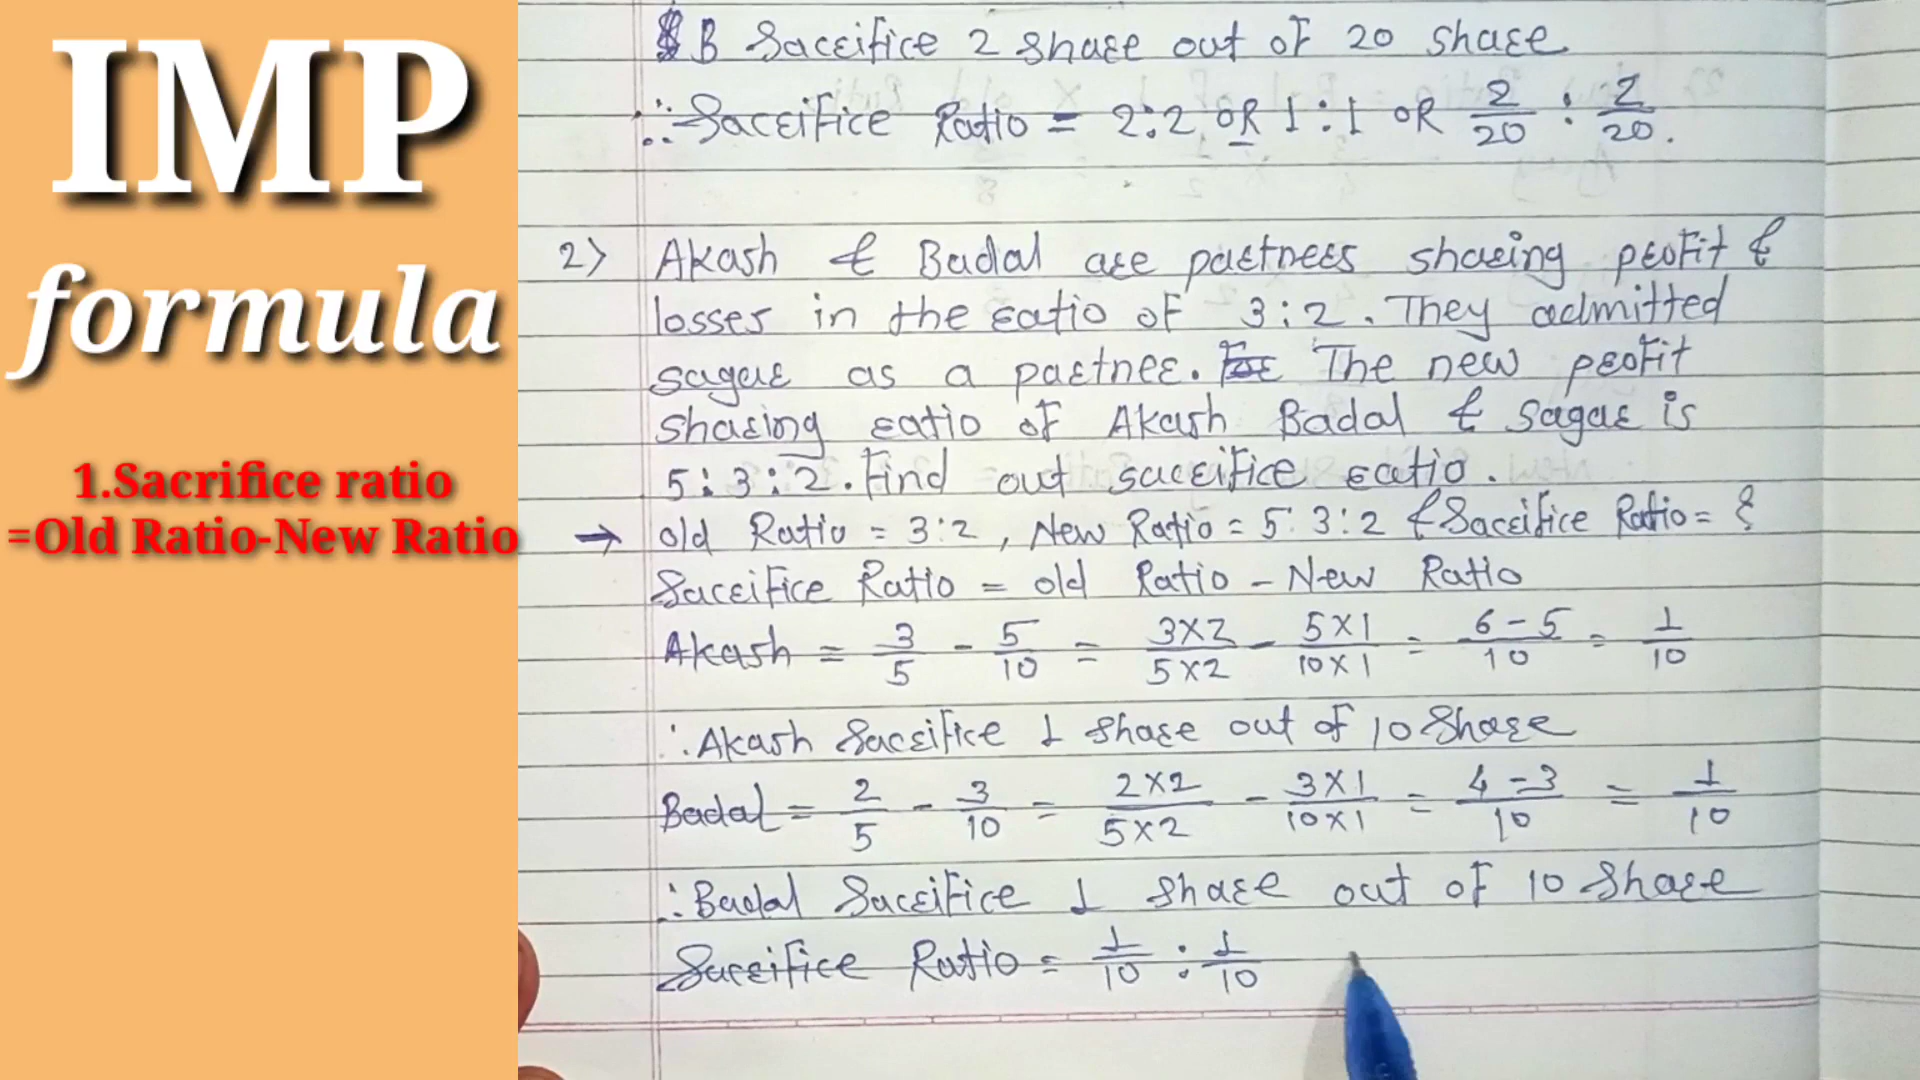 IMP
formula
1.Sacrifice ratio
=Old Ratio-New Ratio
B Sacrifice 2 share out of 20 share
∴ Sacrifice Ratio = 2:2 OR 1:1 OR 2/20 : 2/20.
2) Akash & Badal are partners sharing profit &
losses in the ratio of 3:2. They admitted
sagar as a partner. The new profit
sharing ratio of Akash Badal & Sagar is
5:3:2. Find out sacrifice ratio.
→ old Ratio = 3:2, New Ratio = 5:3:2 & Sacrifice Ratio = ?
Sacrifice Ratio = old Ratio - New Ratio
Akash = 3/5 - 5/10 = 3×2/5×2 - 5×1/10×1 = 6-5/10 = 1/10
∴ Akash Sacrifice 1 share out of 10 Share
Badal = 2/5 - 3/10 = 2×2/5×2 - 3×1/10×1 = 4-3/10 = 1/10
∴ Badal Sacrifice 1 share out of 10 Share
Sacrifice Ratio = 1/10 : 1/10